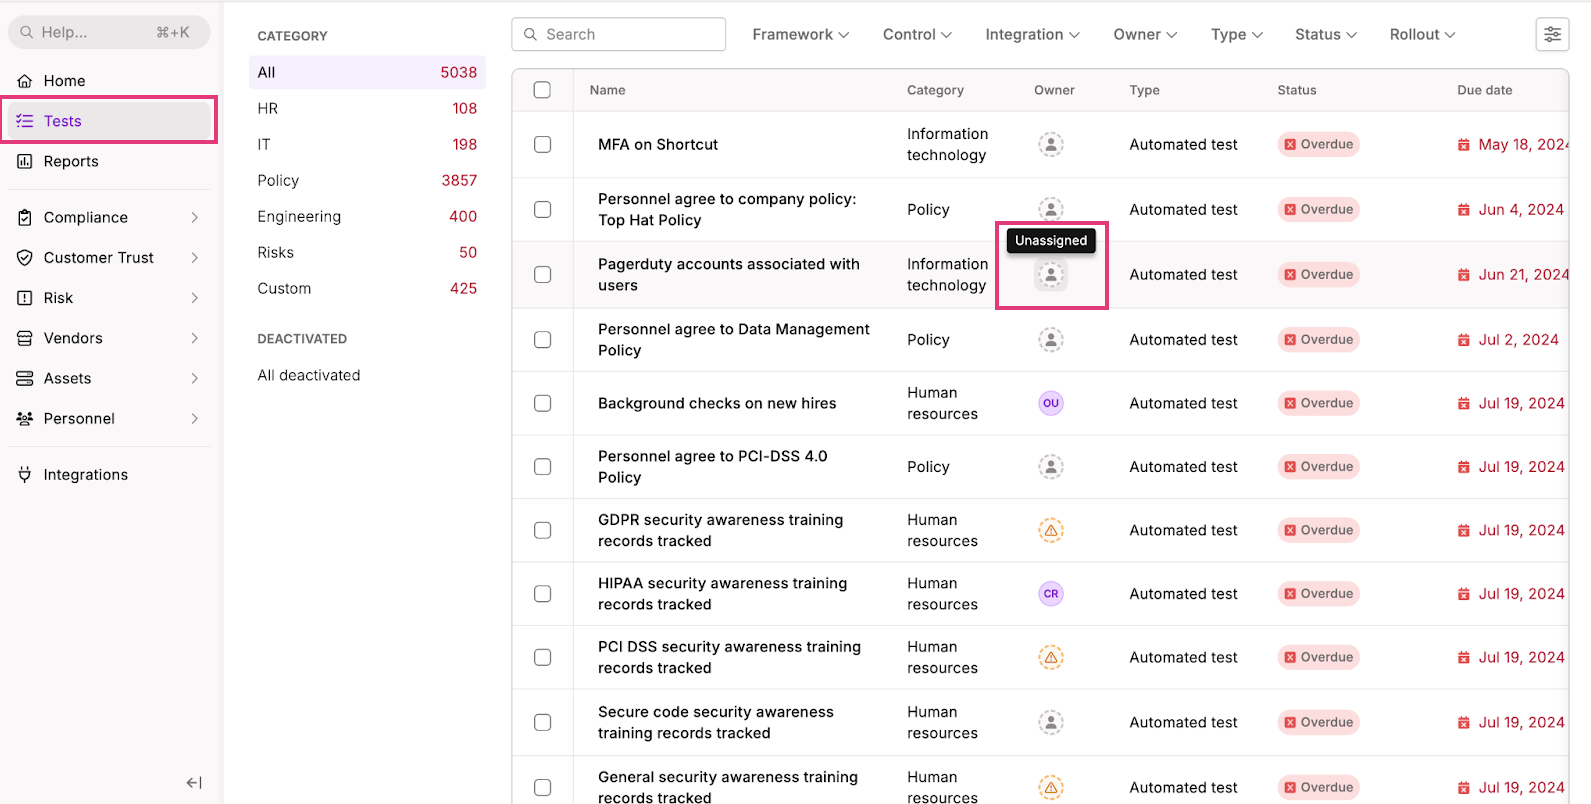 Help... ⌘+K
Home
Tests
Reports
Compliance
Customer Trust
Risk
Vendors
Assets
Personnel
Integrations
CATEGORY
All 5038
HR 108
IT 198
Policy 3857
Engineering 400
Risks 50
Custom 425
DEACTIVATED
All deactivated
Search Framework Control Integration Owner Type Status Rollout
Name Category Owner Type Status Due date
MFA on Shortcut Information technology Automated test Overdue May 18, 2024
Personnel agree to company policy:
Top Hat Policy Policy Automated test Overdue Jun 4, 2024
Unassigned
Pagerduty accounts associated with
users Information technology Automated test Overdue Jun 21, 2024
Personnel agree to Data Management
Policy Policy Automated test Overdue Jul 2, 2024
Background checks on new hires Human resources OU Automated test Overdue Jul 19, 2024
Personnel agree to PCI-DSS 4.0
Policy Policy Automated test Overdue Jul 19, 2024
GDPR security awareness training
records tracked Human resources Automated test Overdue Jul 19, 2024
HIPAA security awareness training
records tracked Human resources CR Automated test Overdue Jul 19, 2024
PCI DSS security awareness training
records tracked Human resources Automated test Overdue Jul 19, 2024
Secure code security awareness
training records tracked Human resources Automated test Overdue Jul 19, 2024
General security awareness training
records tracked Human resources Automated test Overdue Jul 19, 2024